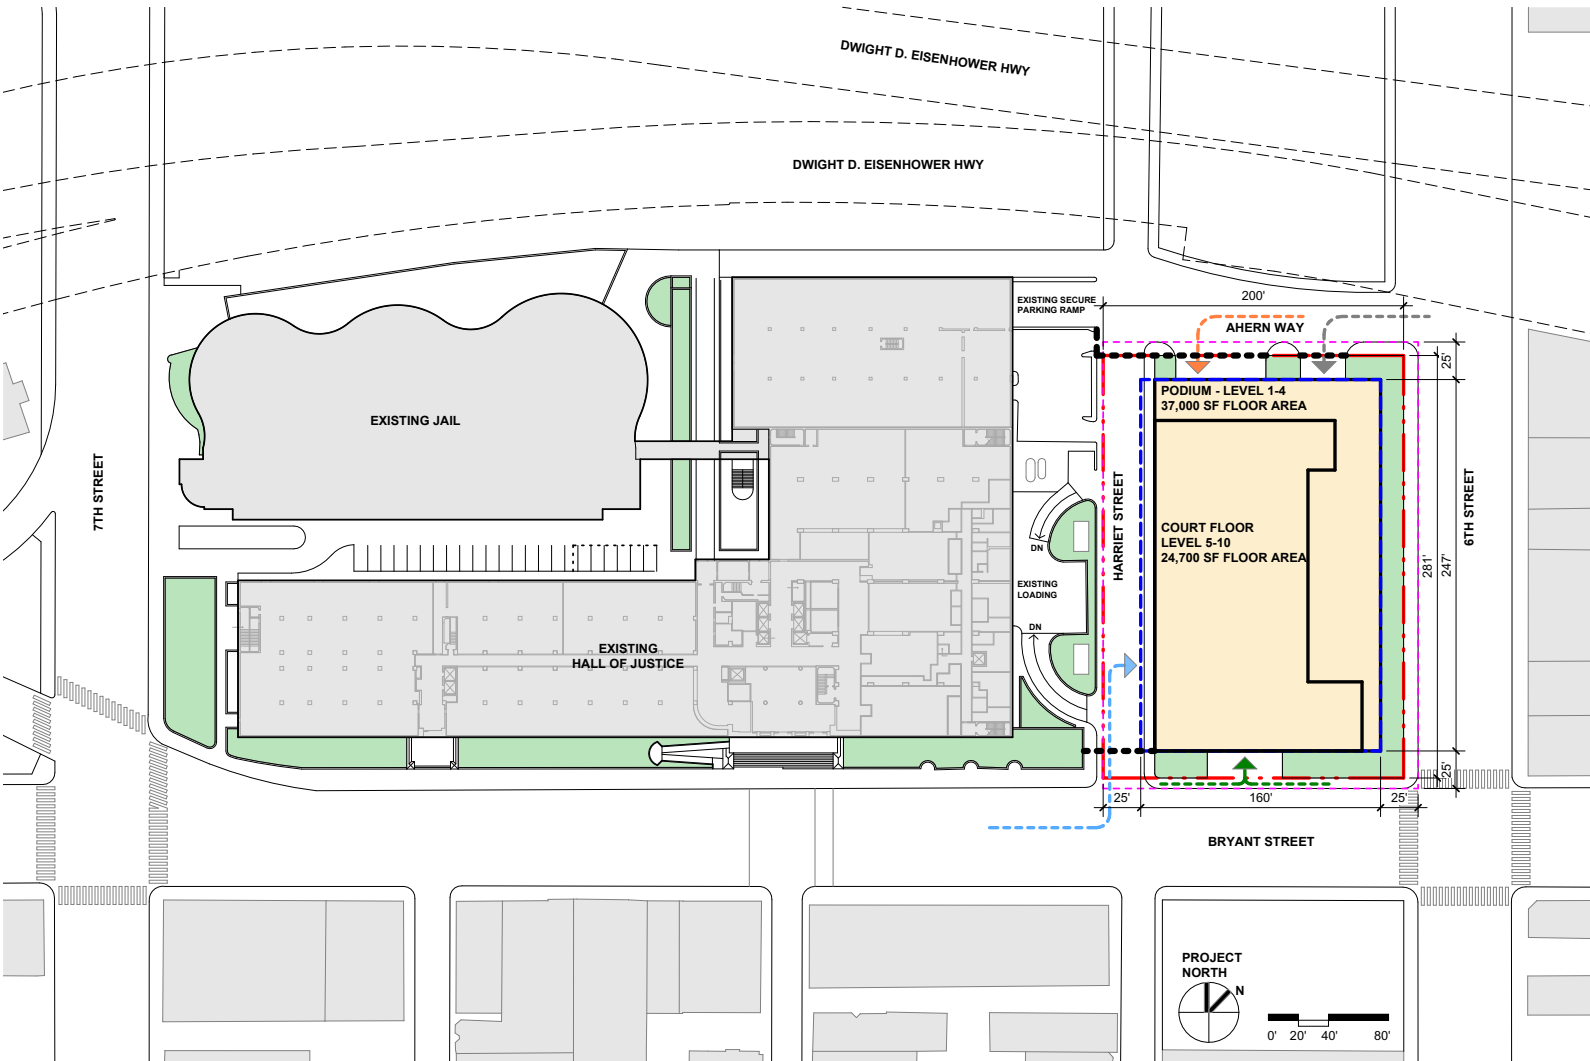 DWIGHT D. EISENHOWER HWY
DWIGHT D. EISENHOWER HWY
EXISTING SECURE
PARKING RAMP
200'
AHERN WAY
25'
PODIUM - LEVEL 1-4
37,000 SF FLOOR AREA
EXISTING JAIL
7TH STREET
HARRIET STREET
6TH STREET
COURT FLOOR
LEVEL 5-10
24,700 SF FLOOR AREA
DN
281'
247'
EXISTING
LOADING
DN
EXISTING
HALL OF JUSTICE
25'
25'
160'
25'
BRYANT STREET
PROJECT
NORTH
N
0'
20'
40'
80'